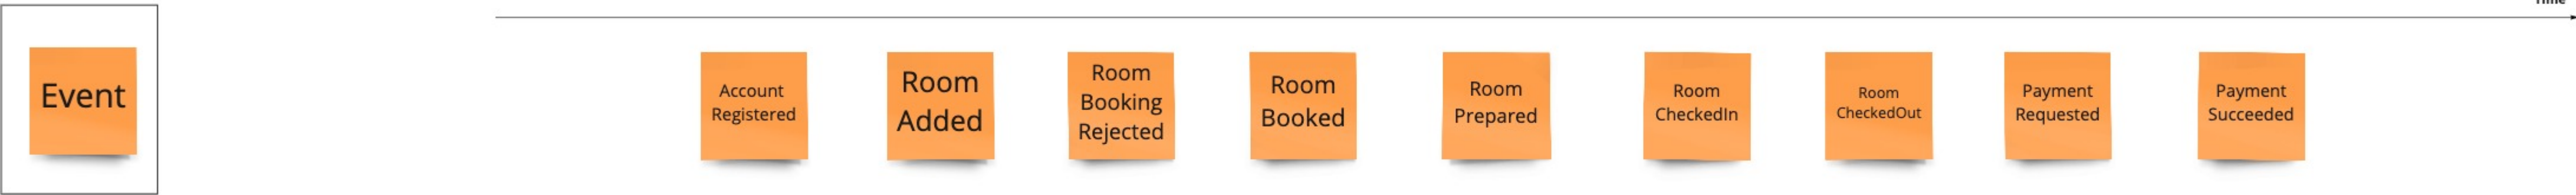 Time
Event
Account
Registered
Room
Added
Room
Booking
Rejected
Room
Booked
Room
Prepared
Room
CheckedIn
Room
CheckedOut
Payment
Requested
Payment
Succeeded